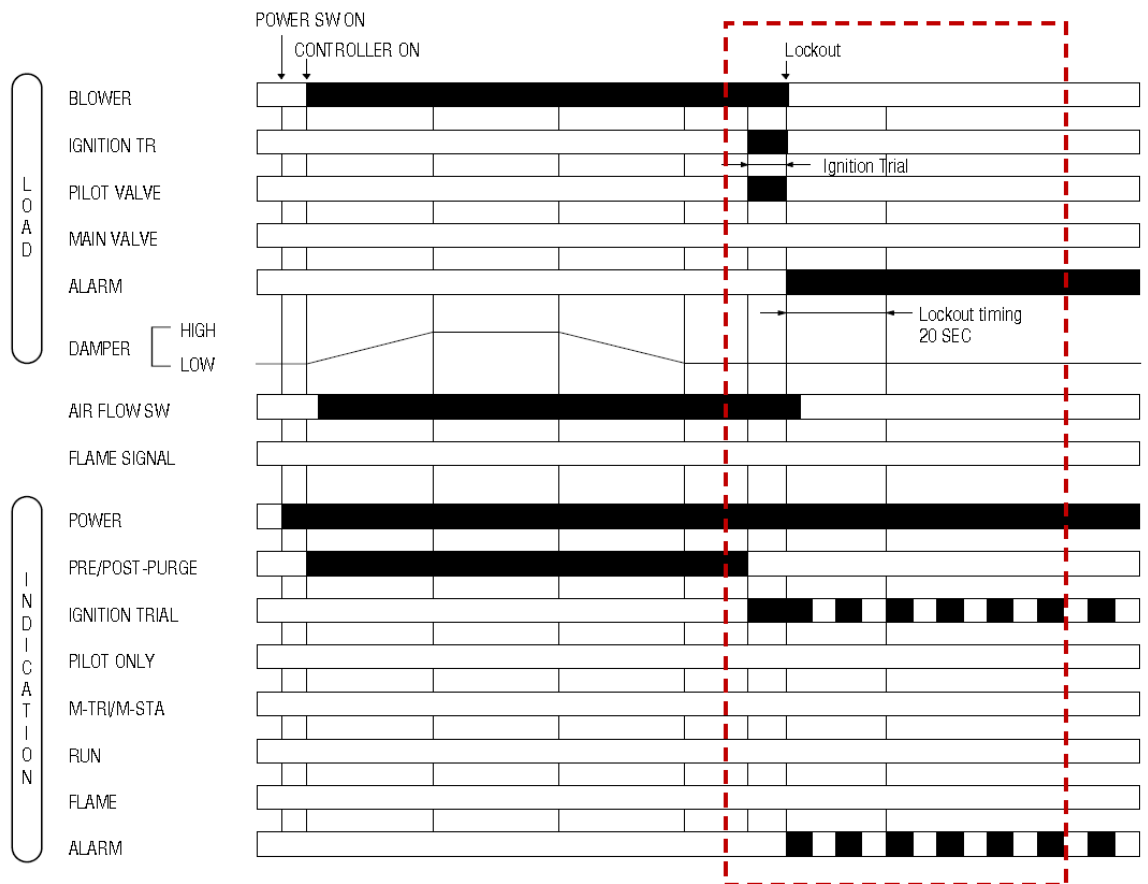 POWER SW ON
CONTROLLER ON
Lockout
LOAD
BLOWER
IGNITION TR
Ignition Trial
PILOT VALVE
MAIN VALVE
ALARM
Lockout timing
20 SEC
DAMPER
HIGH
LOW
AIR FLOW SW
FLAME SIGNAL
INDICATION
POWER
PRE/POST-PURGE
IGNITION TRIAL
PILOT ONLY
M-TRI/M-STA
RUN
FLAME
ALARM